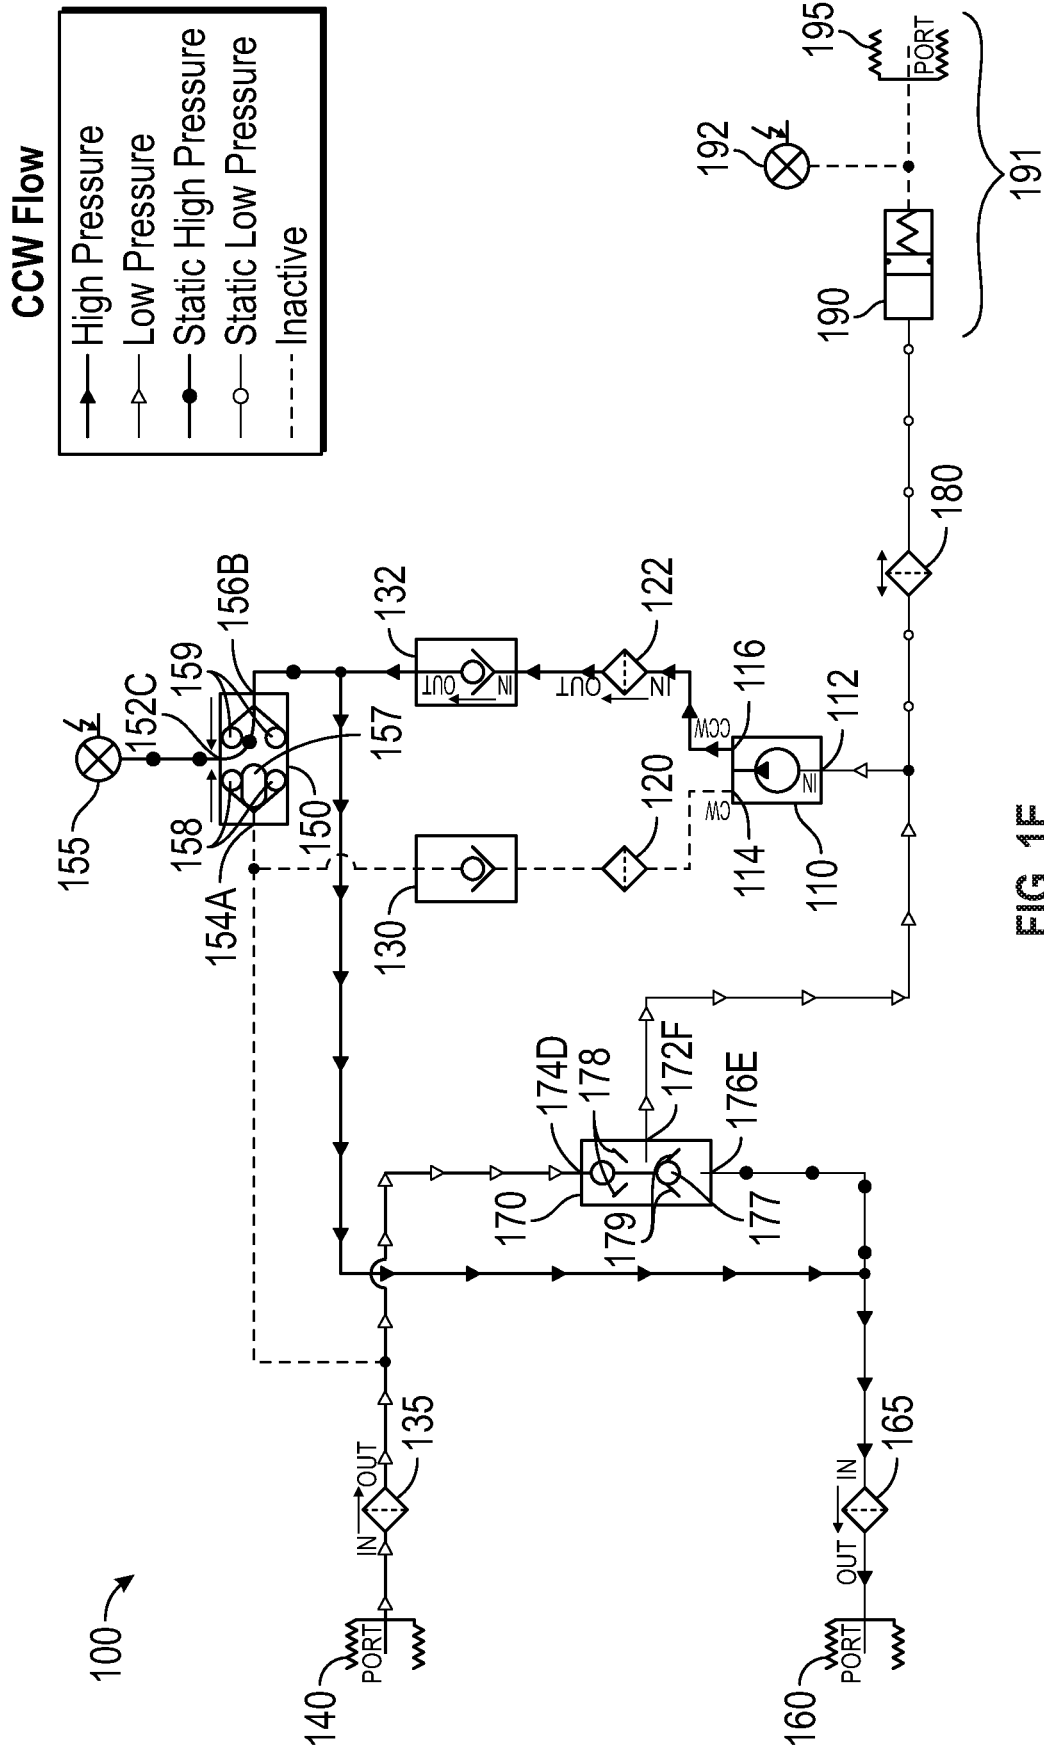 CCW Flow
High Pressure
Low Pressure
Static High Pressure
Static Low Pressure
Inactive
100
140
PORT
IN
OUT
135
160
PORT
OUT
IN
165
155
152C
159
156B
158
157
154A
150
132
OUT
IN
130
122
OUT
IN
120
CCW
116
CW
114
IN
112
110
174D
178
170
172F
179
177
176E
180
190
192
195
PORT
191
FIG. 1E